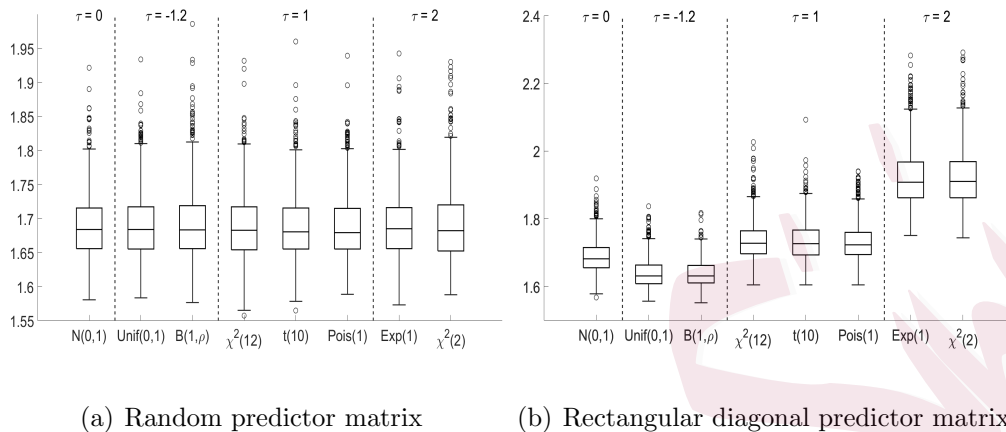 τ = 0 τ = -1.2 τ = 1 τ = 2
1.95
1.9
1.85
1.8
1.75
1.7
1.65
1.6
1.55
N(0,1) Unif(0,1) B(1,ρ) χ²(12) t(10) Pois(1) Exp(1) χ²(2)
(a) Random predictor matrix
τ = 0 τ = -1.2 τ = 1 τ = 2
2.4
2.2
2
1.8
1.6
N(0,1) Unif(0,1) B(1,ρ) χ²(12) t(10) Pois(1) Exp(1) χ²(2)
(b) Rectangular diagonal predictor matrix